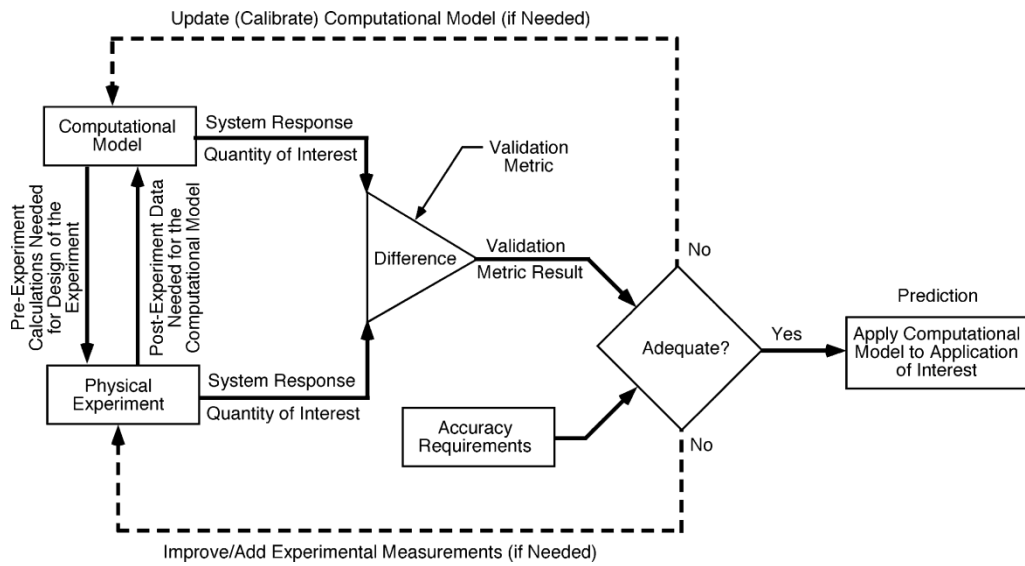 Update (Calibrate) Computational Model (if Needed)
Computational
Model
System Response
Quantity of Interest
Validation
Metric
Pre-Experiment
Calculations Needed
for Design of the
Experiment
Post-Experiment Data
Needed for the
Computational Model
Difference
Validation
Metric Result
No
Adequate?
Yes
Prediction
Apply Computational
Model to Application
of Interest
Physical
Experiment
System Response
Quantity of Interest
Accuracy
Requirements
No
Improve/Add Experimental Measurements (if Needed)